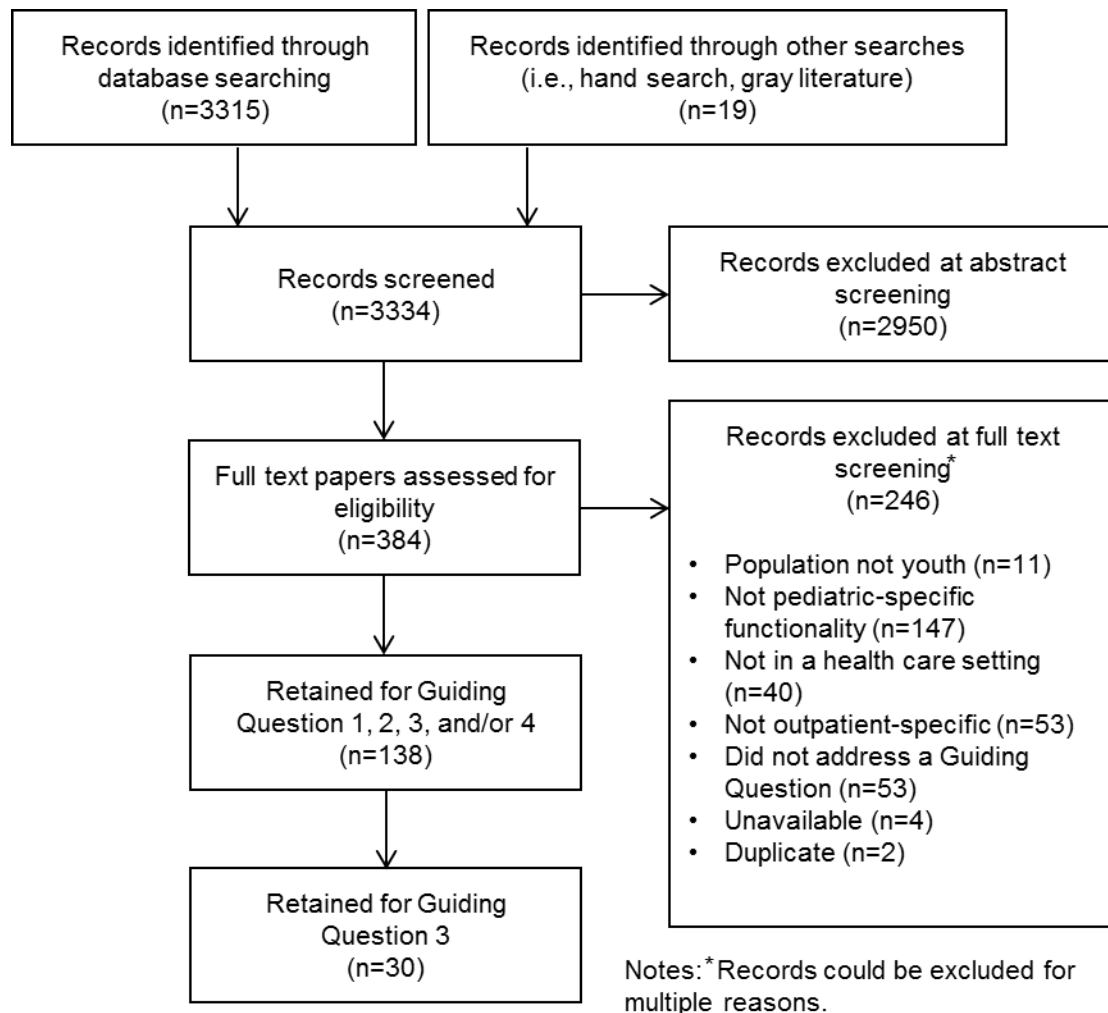 Records identified through
database searching
(n=3315)
Records identified through other searches
(i.e., hand search, gray literature)
(n=19)
Records screened
(n=3334)
Records excluded at abstract
screening
(n=2950)
Full text papers assessed for
eligibility
(n=384)
Records excluded at full text
screening*
(n=246)
• Population not youth (n=11)
• Not pediatric-specific
functionality (n=147)
• Not in a health care setting
(n=40)
• Not outpatient-specific (n=53)
• Did not address a Guiding
Question (n=53)
• Unavailable (n=4)
• Duplicate (n=2)
Retained for Guiding
Question 1, 2, 3, and/or 4
(n=138)
Retained for Guiding
Question 3
(n=30)
Notes:*Records could be excluded for
multiple reasons.